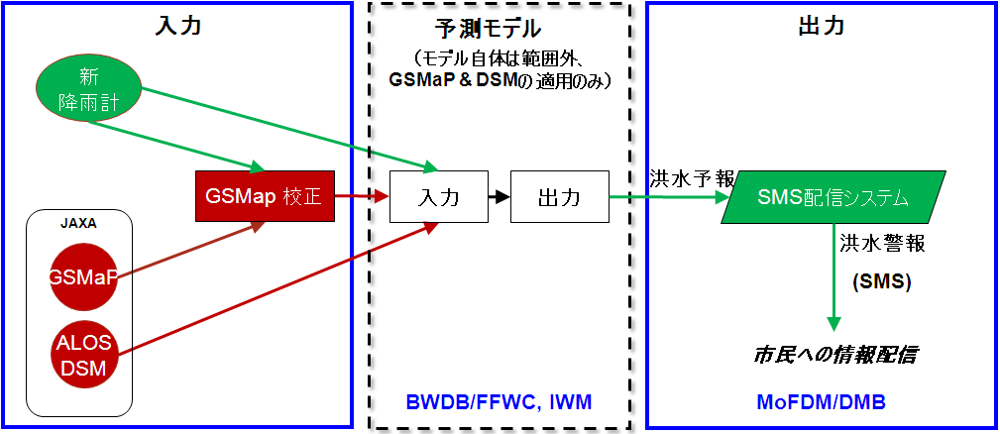 入力
新
降雨計
GSMap 校正
JAXA
GSMaP
ALOS
DSM
予測モデル
（モデル自体は範囲外、
GSMaP & DSMの適用のみ）
入力
出力
BWDB/FFWC, IWM
出力
洪水予報
SMS配信システム
洪水警報
(SMS)
市民への情報配信
MoFDM/DMB